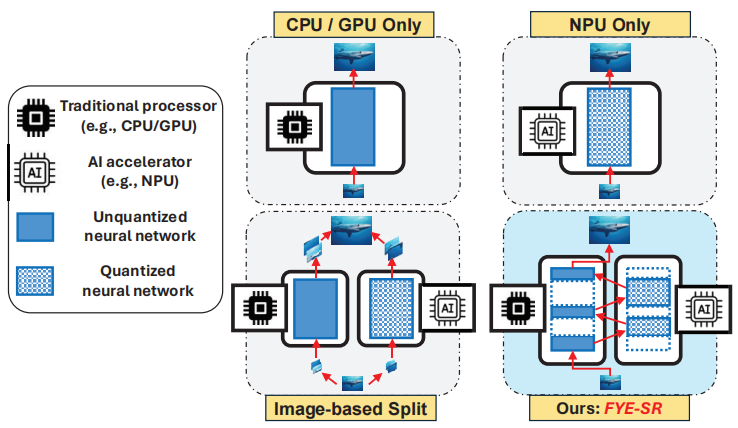 CPU / GPU Only
NPU Only
Traditional processor
(e.g., CPU/GPU)
AI
AI accelerator
(e.g., NPU)
Unquantized
neural network
Quantized
neural network
AI
AI
AI
Image-based Split
Ours: FYE-SR